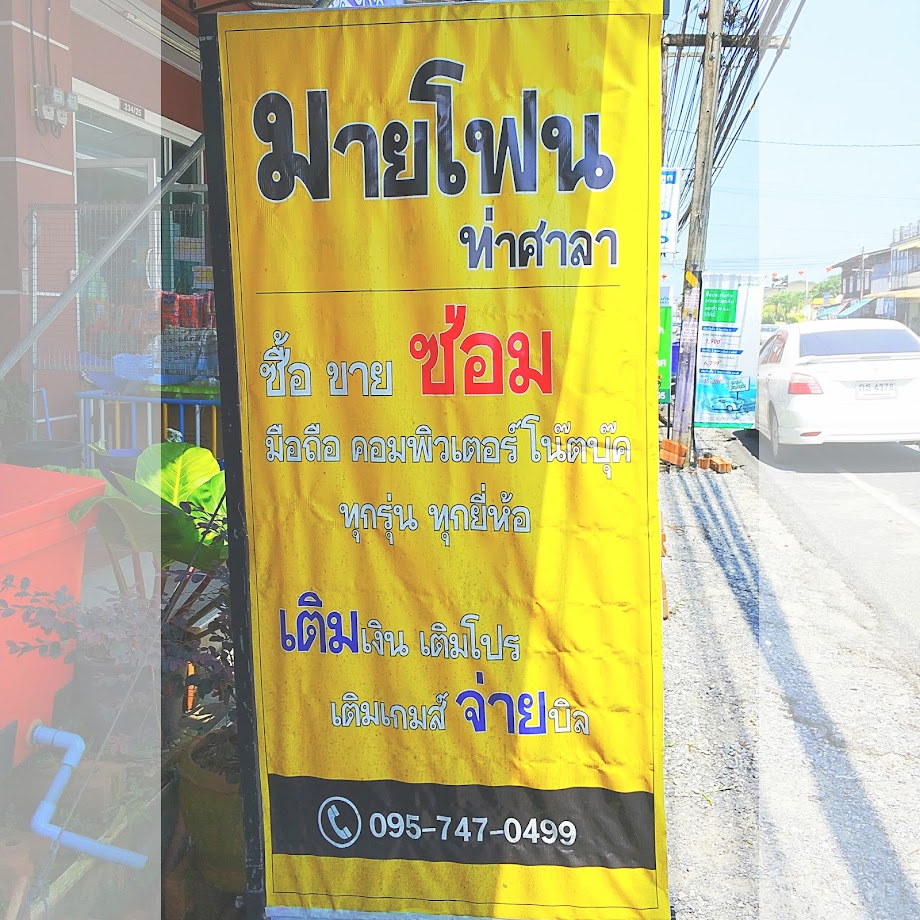 มายโฟน
ท่าศาลา
ซื้อ ขาย ซ่อม
มือถือ คอมพิวเตอร์ โน๊ตบุ๊ค
ทุกรุ่น ทุกยี่ห้อ
เติมเงิน เติมโปร
เติมเกมส์ จ่ายบิล
095-747-0499
234/25